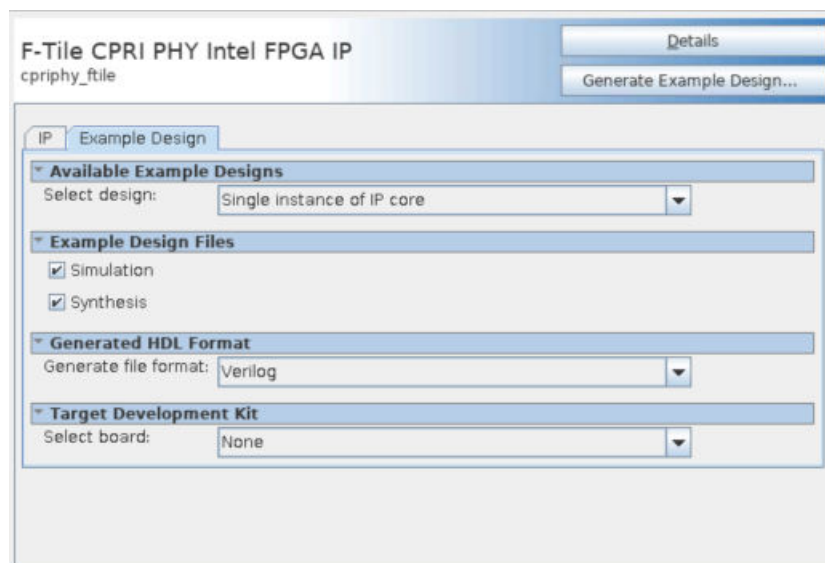 F-Tile CPRI PHY Intel FPGA IP
cpriphy_ftile
Details
Generate Example Design...
IP
Example Design
Available Example Designs
Select design:
Single instance of IP core
Example Design Files
Simulation
Synthesis
Generated HDL Format
Generate file format:
Verilog
Target Development Kit
Select board:
None